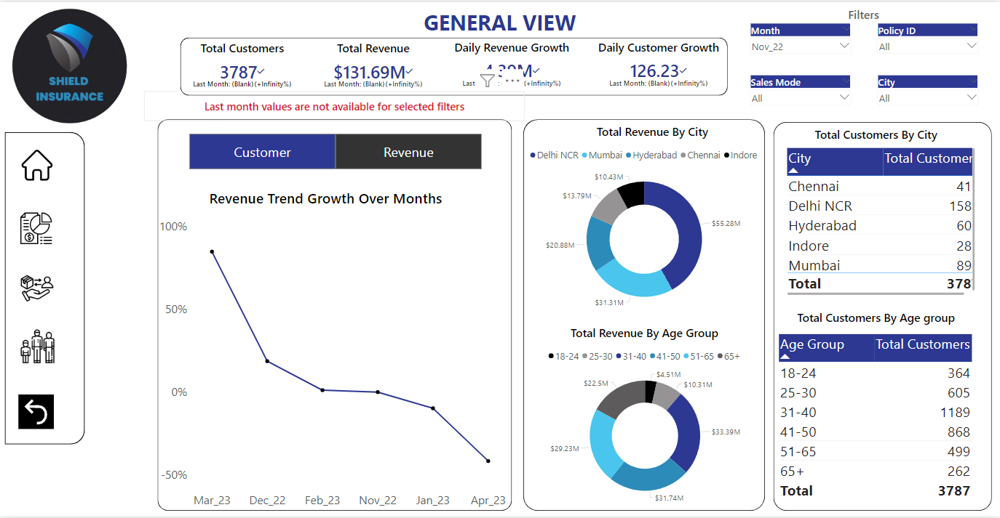 SHIELD
INSURANCE
GENERAL VIEW
Total Customers
3787
Last Month: (Blank) (+Infinity%)
Total Revenue
$131.69M
Last Month: (Blank) (+Infinity%)
Daily Revenue Growth
M
Last : (+Infinity%)
Daily Customer Growth
126.23
Last Month: (Blank) (+Infinity%)
Filters
Month
Nov_22
Policy ID
All
Sales Mode
All
City
All
Last month values are not available for selected filters
Customer
Revenue
Revenue Trend Growth Over Months
100%
50%
0%
-50%
Mar_23 Dec_22 Feb_23 Nov_22 Jan_23 Apr_23
Total Revenue By City
Delhi NCR Mumbai Hyderabad Chennai Indore
$10.43M
$13.79M
$55.28M
$20.88M
$31.31M
Total Revenue By Age Group
18-24 25-30 31-40 41-50 51-65 65+
$4.51M
$22.5M
$10.31M
$33.39M
$29.23M
$31.74M
Total Customers By City
City Total Customer
Chennai 41
Delhi NCR 158
Hyderabad 60
Indore 28
Mumbai 89
Total 378
Total Customers By Age group
Age Group Total Customers
18-24 364
25-30 605
31-40 1189
41-50 868
51-65 499
65+ 262
Total 3787